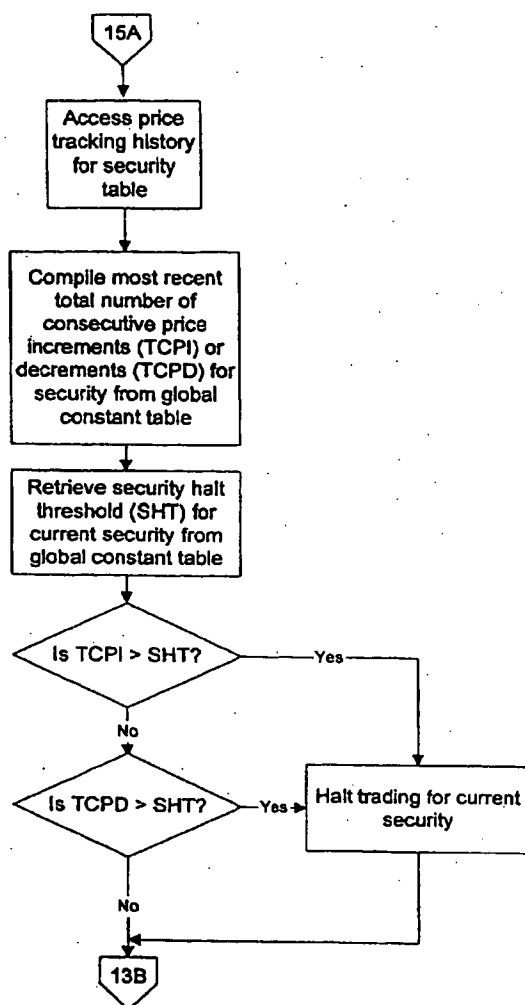 15A
Access price
tracking history
for security
table
Compile most recent
total number of
consecutive price
increments (TCPI) or
decrements (TCPD) for
security from global
constant table
Retrieve security halt
threshold (SHT) for
current security from
global constant table
Is TCPI > SHT?
Yes
No
Is TCPD > SHT?
Yes
Halt trading for current
security
No
13B